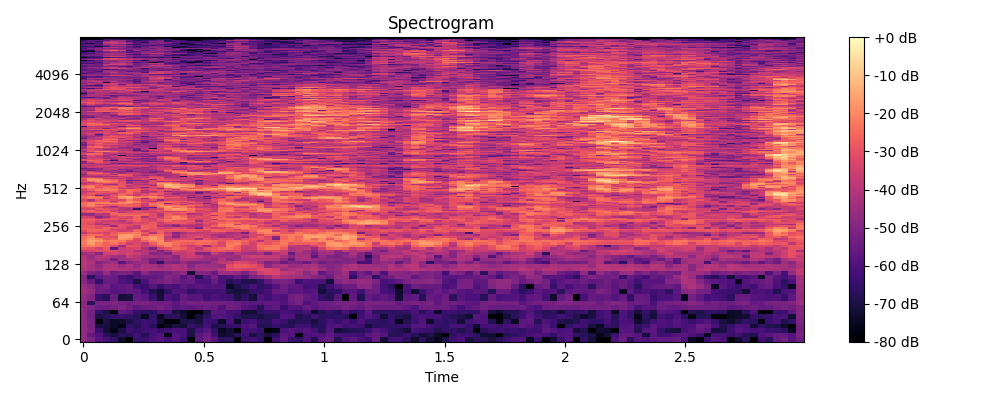 Spectrogram
Hz
4096
2048
1024
512
256
128
64
0
0
0.5
1
1.5
2
2.5
Time
+0 dB
-10 dB
-20 dB
-30 dB
-40 dB
-50 dB
-60 dB
-70 dB
-80 dB